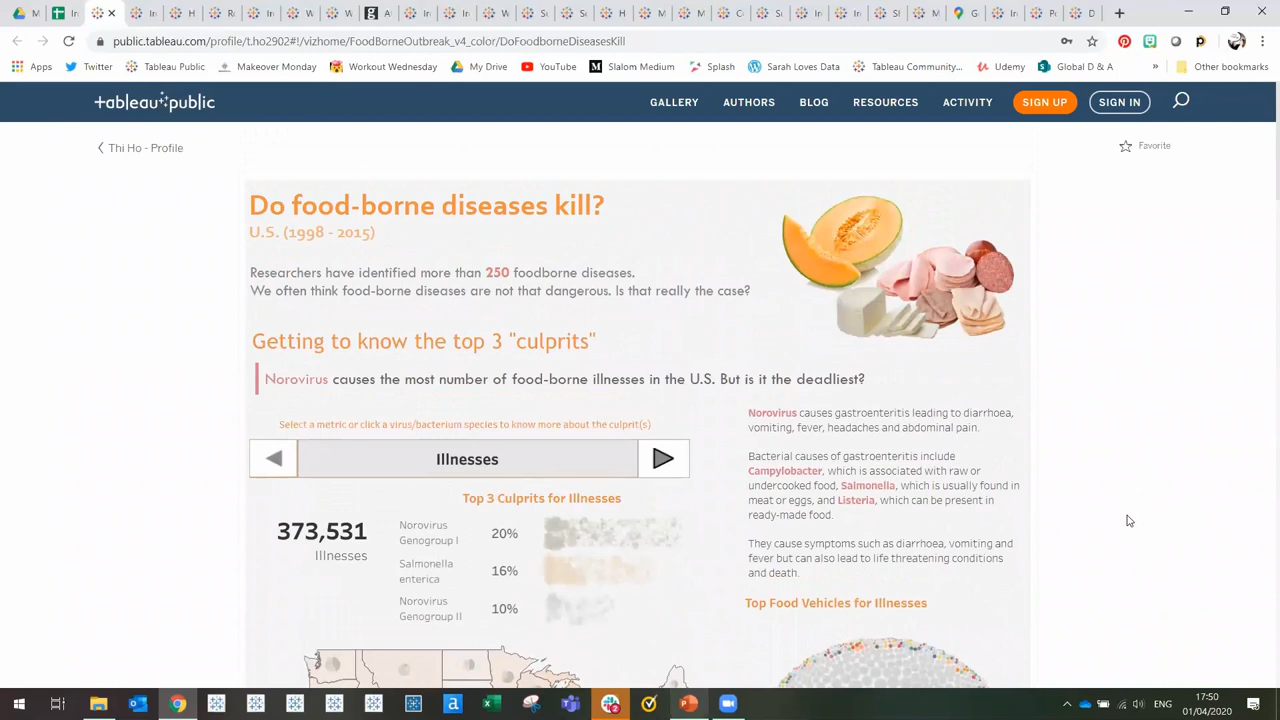 public.tableau.com/profile/t.ho2902#!/vizhome/FoodBorneOutbreak_v4_color/DoFoodborneDiseasesKill
Apps Twitter Tableau Public Makeover Monday Workout Wednesday My Drive YouTube Slalom Medium Splash Sarah Loves Data Tableau Community... Udemy Global D & A » Other bookmarks
+ableau public GALLERY AUTHORS BLOG RESOURCES ACTIVITY SIGN UP SIGN IN
Thi Ho - Profile
Favorite
Do food-borne diseases kill?
U.S. (1998 - 2015)
Researchers have identified more than 250 foodborne diseases.
We often think food-borne diseases are not that dangerous. Is that really the case?
Getting to know the top 3 "culprits"
Norovirus causes the most number of food-borne illnesses in the U.S. But is it the deadliest?
Select a metric or click a virus/bacterium species to know more about the culprit(s)
Illnesses
Top 3 Culprits for Illnesses
373,531
Illnesses
Norovirus
Genogroup I
20%
Salmonella
enterica
16%
Norovirus
Genogroup II
10%
Norovirus causes gastroenteritis leading to diarrhoea,
vomiting, fever, headaches and abdominal pain.
Bacterial causes of gastroenteritis include
Campylobacter, which is associated with raw or
undercooked food, Salmonella, which is usually found in
meat or eggs, and Listeria, which can be present in
ready-made food.
They cause symptoms such as diarrhoea, vomiting and
fever but can also lead to life threatening conditions
and death.
Top Food Vehicles for Illnesses
ENG
17:50
01/04/2020